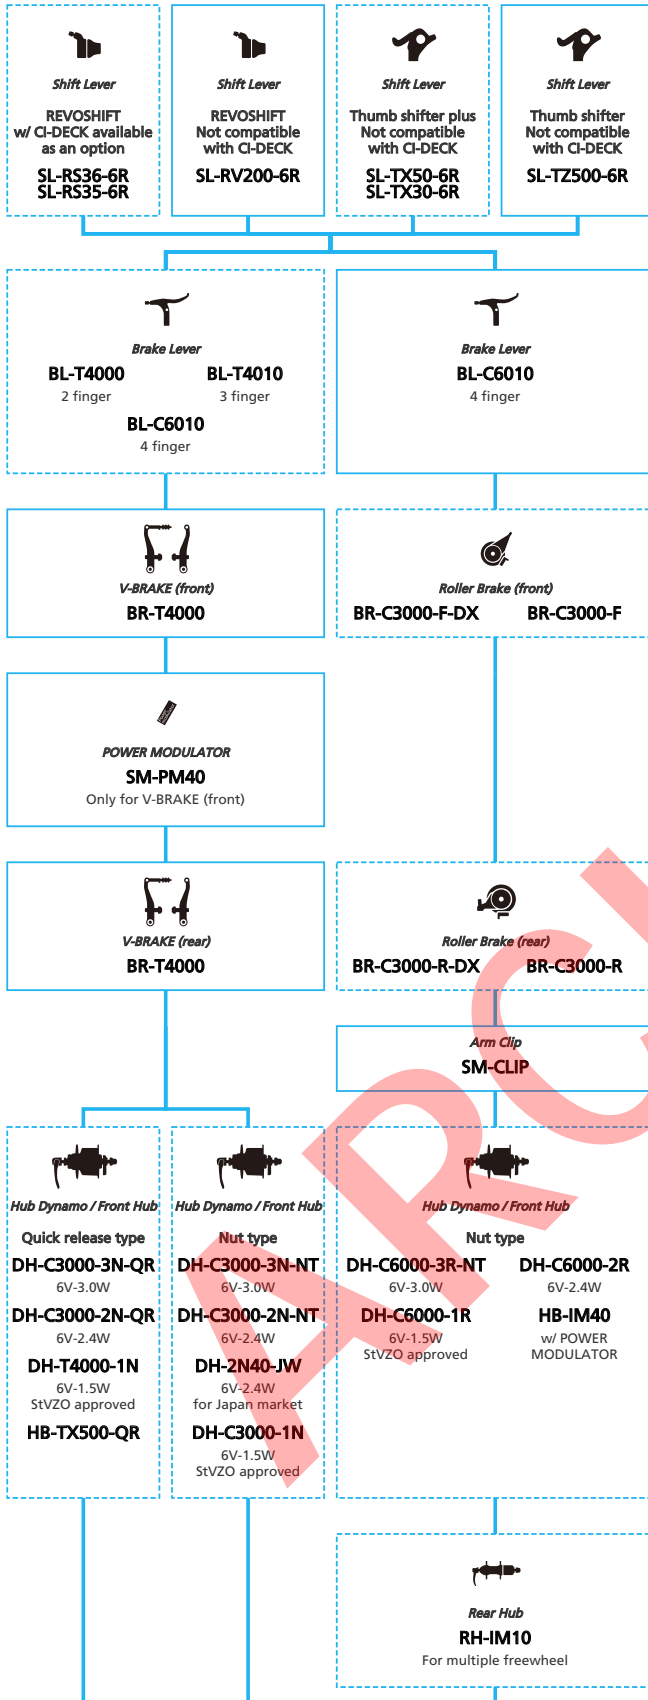 Shift Lever
REVOSHIFT
w/ CI-DECK available
as an option
SL-RS36-6R
SL-RS35-6R
Shift Lever
REVOSHIFT
Not compatible
with CI-DECK
SL-RV200-6R
Shift Lever
Thumb shifter plus
Not compatible
with CI-DECK
SL-TX50-6R
SL-TX30-6R
Shift Lever
Thumb shifter
Not compatible
with CI-DECK
SL-TZ500-6R
Brake Lever
BL-T4000
2 finger
BL-T4010
3 finger
BL-C6010
4 finger
Brake Lever
BL-C6010
4 finger
V-BRAKE (front)
BR-T4000
Roller Brake (front)
BR-C3000-F-DX
BR-C3000-F
POWER MODULATOR
SM-PM40
Only for V-BRAKE (front)
V-BRAKE (rear)
BR-T4000
Roller Brake (rear)
BR-C3000-R-DX
BR-C3000-R
Arm Clip
SM-CLIP
Hub Dynamo / Front Hub
Quick release type
DH-C3000-3N-QR
6V-3.0W
DH-C3000-2N-QR
6V-2.4W
DH-T4000-1N
6V-1.5W
StVZO approved
HB-TX500-QR
Hub Dynamo / Front Hub
Nut type
DH-C3000-3N-NT
6V-3.0W
DH-C3000-2N-NT
6V-2.4W
DH-2N40-JW
6V-2.4W
for Japan market
DH-C3000-1N
6V-1.5W
StVZO approved
Hub Dynamo / Front Hub
Nut type
DH-C6000-3R-NT
6V-3.0W
DH-C6000-1R
6V-1.5W
StVZO approved
DH-C6000-2R
6V-2.4W
HB-IM40
w/ POWER
MODULATOR
Rear Hub
RH-IM10
For multiple freewheel